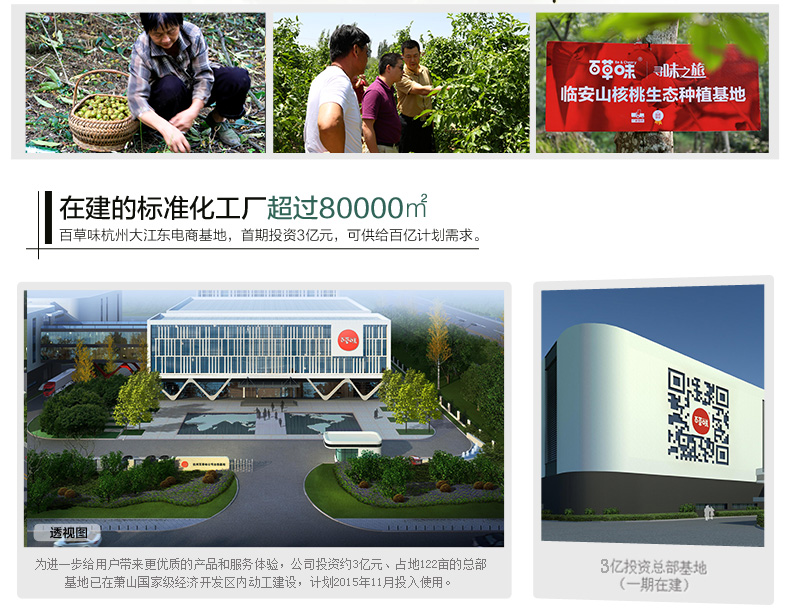 百草味
Be & Cheery
寻味之旅
临安山核桃生态种植基地
在建的标准化工厂超过80000㎡
百草味杭州大江东电商基地，首期投资3亿元，可供给百亿计划需求。
百草味
百草味
透视图
为进一步给用户带来更优质的产品和服务体验，公司投资约3亿元、占地122亩的总部
基地已在萧山国家级经济开发区内动工建设，计划2015年11月投入使用。
3亿投资总部基地
（一期在建）